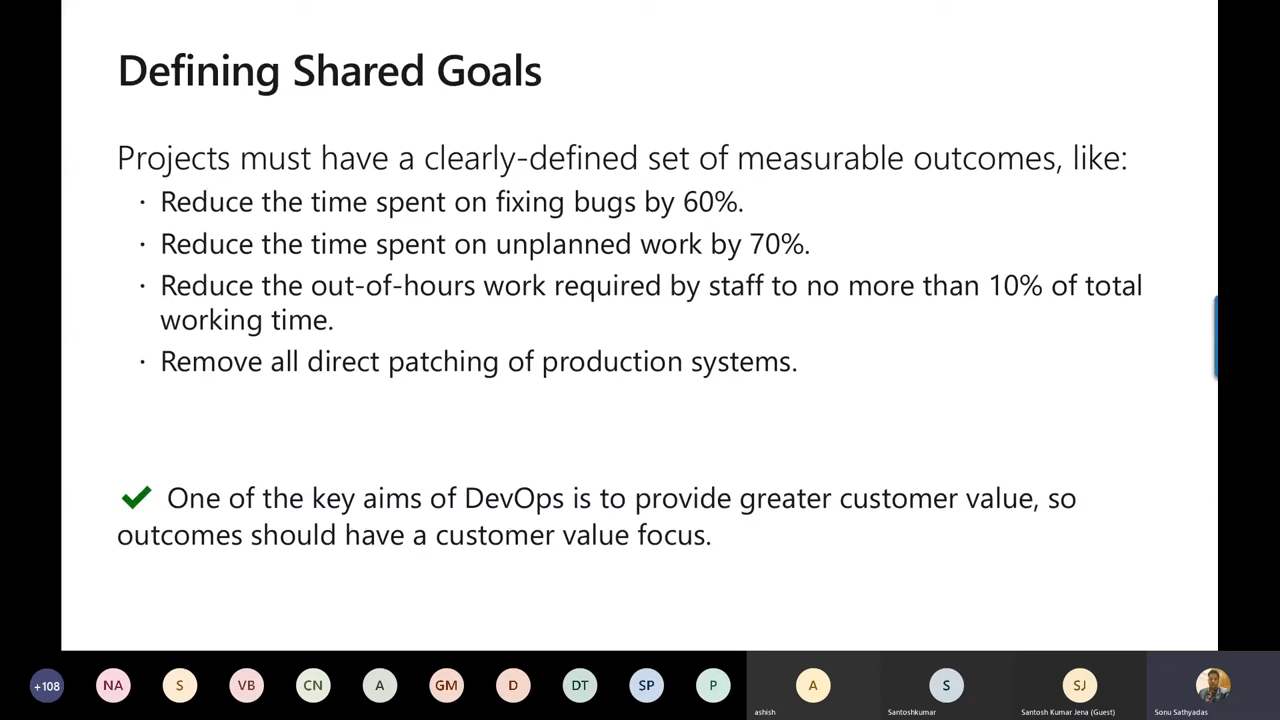 Defining Shared Goals
Projects must have a clearly-defined set of measurable outcomes, like:
· Reduce the time spent on fixing bugs by 60%.
· Reduce the time spent on unplanned work by 70%.
· Reduce the out-of-hours work required by staff to no more than 10% of total
working time.
· Remove all direct patching of production systems.
✔ One of the key aims of DevOps is to provide greater customer value, so
outcomes should have a customer value focus.
+108 NA S VB CN A GM D DT SP P A S SJ
ashish Santoshkumar Santosh Kumar Jena (Guest) Sonu Sathyadas